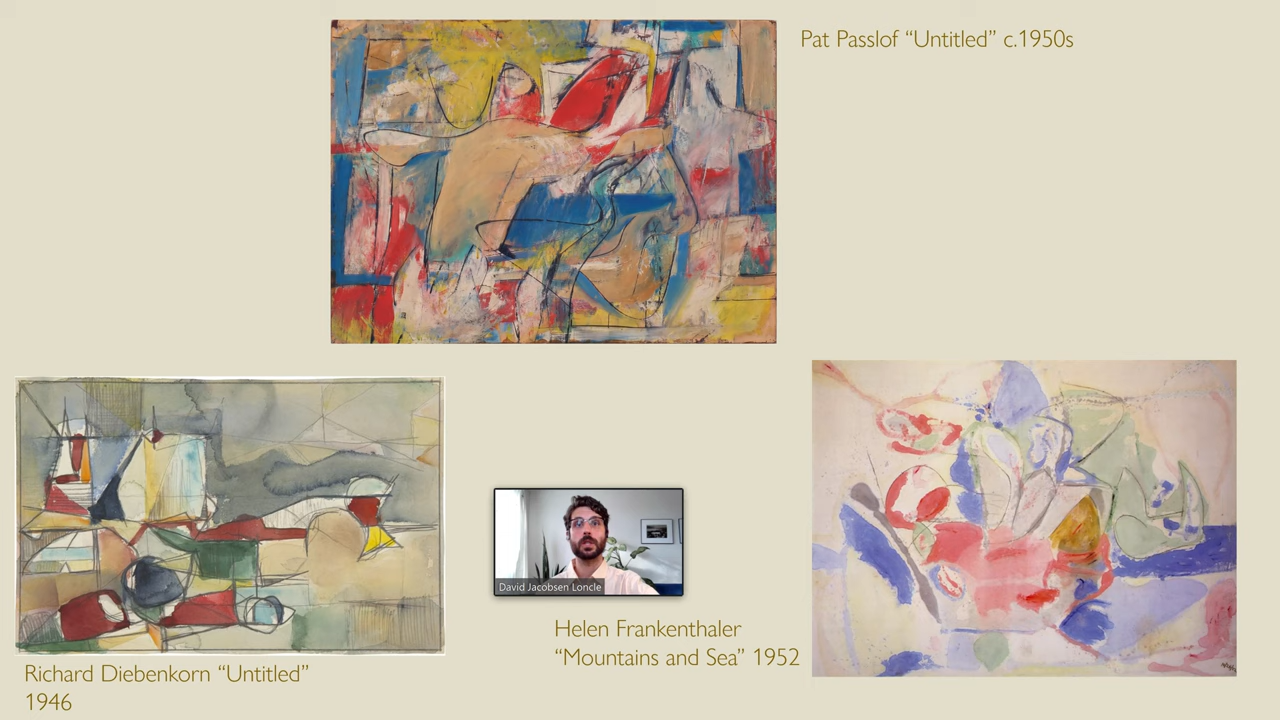 Pat Passlof “Untitled” c.1950s
David Jacobsen Loncle
Helen Frankenthaler
“Mountains and Sea” 1952
Richard Diebenkorn “Untitled”
1946